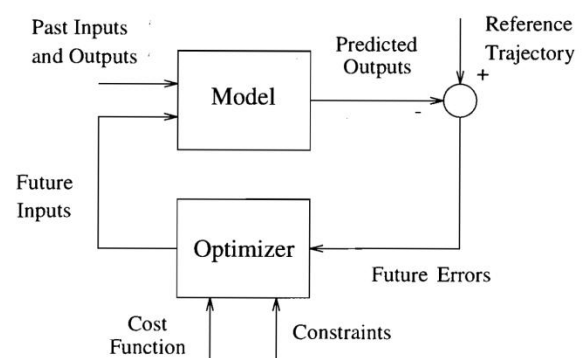 Past Inputs
and Outputs
Model
Predicted
Outputs
Reference
Trajectory
+
-
Future
Inputs
Optimizer
Future Errors
Cost
Function
Constraints